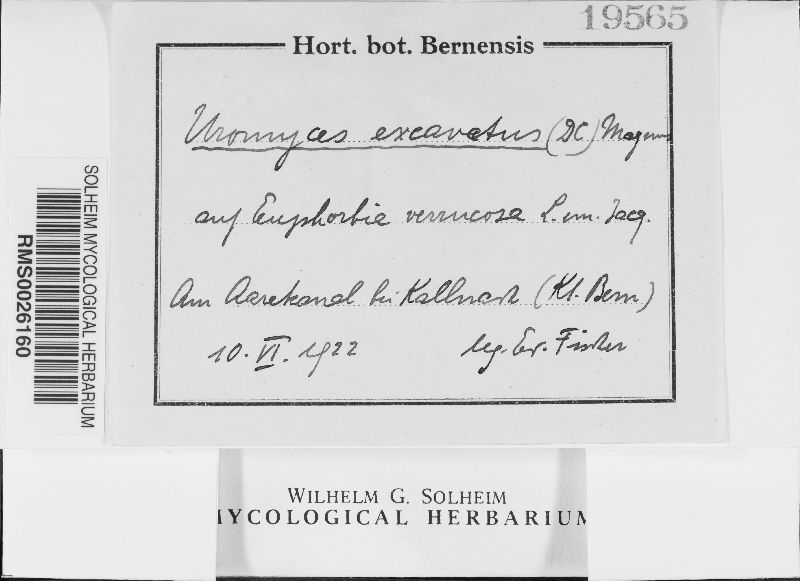 19565
Hort. bot. Bernensis
Uromyces excavatus (DC) Magnus
auf Euphorbia verrucosa L. em. Jacq.
Am Aarekanal bei Kallnach (Kt. Bern)
10. VI. 1922 leg. Ed. Fischer
SOLHEIM MYCOLOGICAL HERBARIUM
RMS0026160
WILHELM G. SOLHEIM
MYCOLOGICAL HERBARIUM